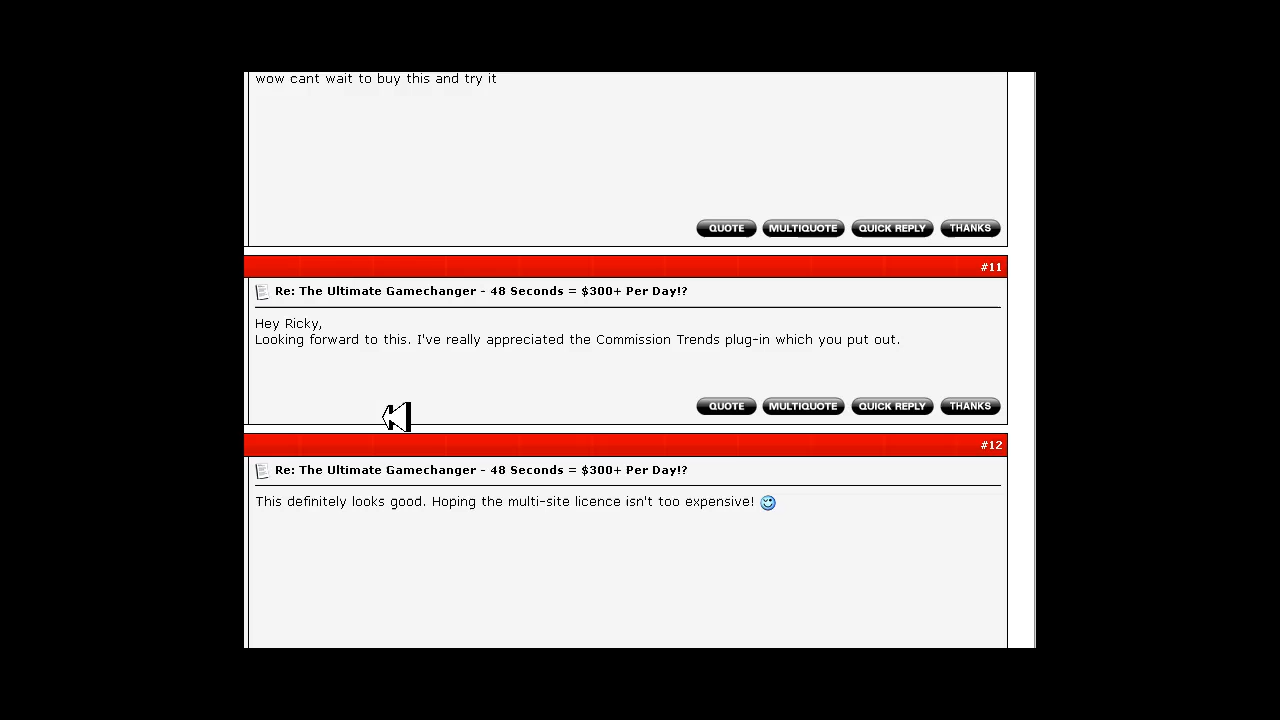 wow cant wait to buy this and try it
QUOTE MULTIQUOTE QUICK REPLY THANKS
#11
Re: The Ultimate Gamechanger - 48 Seconds = $300+ Per Day!?
Hey Ricky,
Looking forward to this. I've really appreciated the Commission Trends plug-in which you put out.
QUOTE MULTIQUOTE QUICK REPLY THANKS
#12
Re: The Ultimate Gamechanger - 48 Seconds = $300+ Per Day!?
This definitely looks good. Hoping the multi-site licence isn't too expensive!